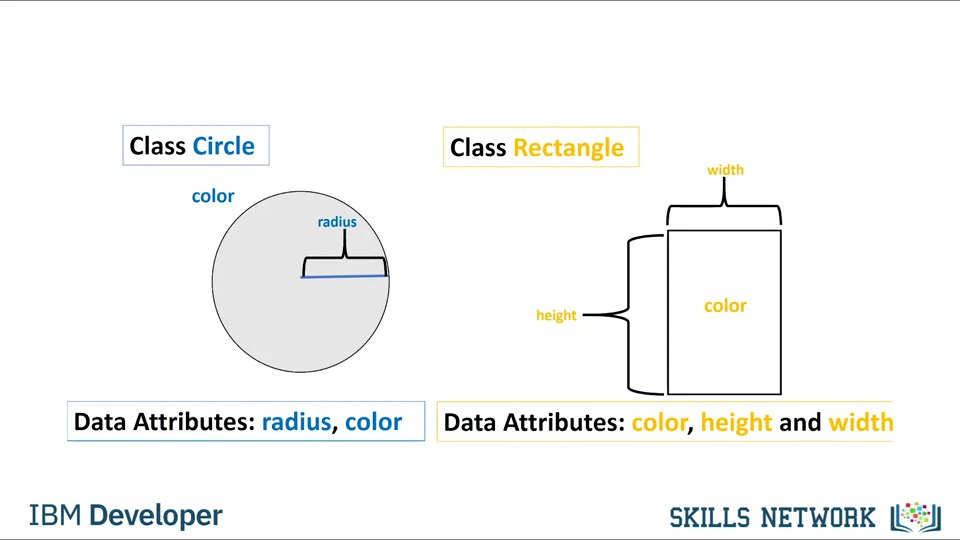 Class Circle
color
radius
Data Attributes: radius, color
Class Rectangle
width
height
color
Data Attributes: color, height and width
IBM Developer
SKILLS NETWORK